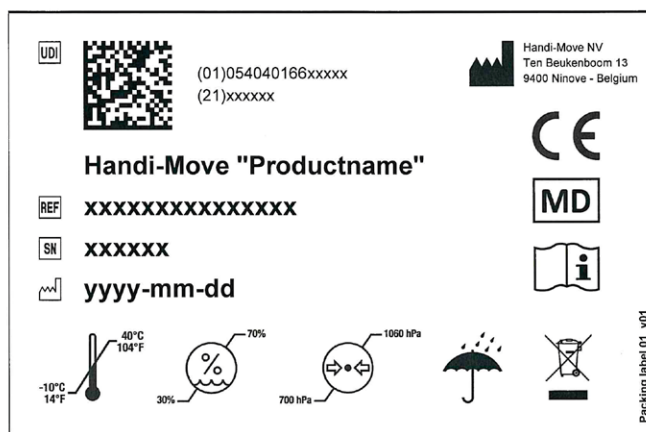 UDI
(01)054040166xxxxx
(21)xxxxxx
Handi-Move NV
Ten Beukenboom 13
9400 Ninove - Belgium
CE
Handi-Move "Productname"
REF xxxxxxxxxxxxxxx
MD
SN xxxxxx
i
yyyy-mm-dd
40°C
104°F
-10°C
14°F
70%
%
30%
1060 hPa
700 hPa
Packing label 01_v01